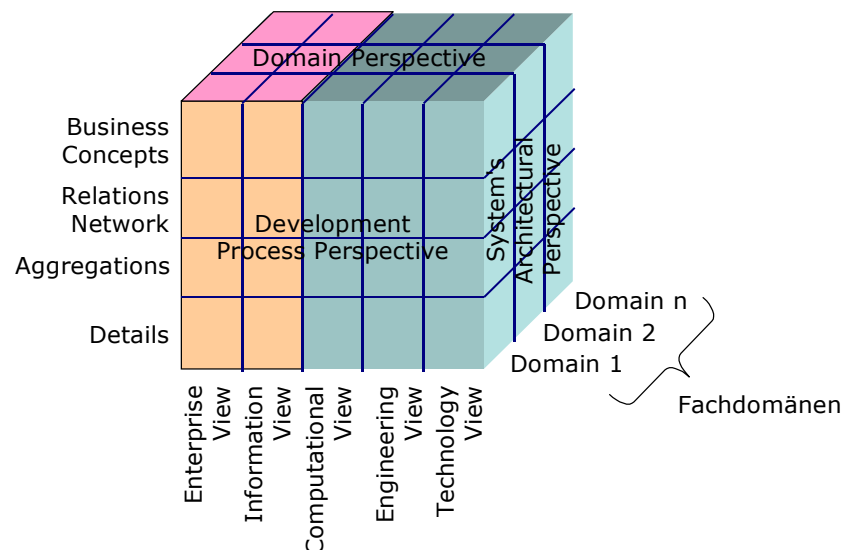 Domain Perspective
Business
Concepts
Relations
Network
Aggregations
Details
Development
Process Perspective
System's
Architectural
Perspective
Domain n
Domain 2
Domain 1
Fachdomänen
Enterprise
View
Information
View
Computational
View
Engineering
View
Technology
View